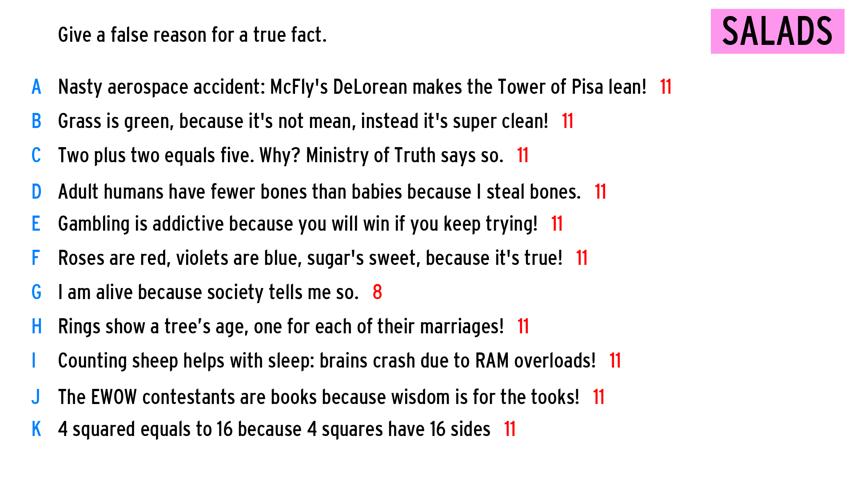 Give a false reason for a true fact.
SALADS
A Nasty aerospace accident: McFly's DeLorean makes the Tower of Pisa lean! 11
B Grass is green, because it's not mean, instead it's super clean! 11
C Two plus two equals five. Why? Ministry of Truth says so. 11
D Adult humans have fewer bones than babies because I steal bones. 11
E Gambling is addictive because you will win if you keep trying! 11
F Roses are red, violets are blue, sugar's sweet, because it's true! 11
G I am alive because society tells me so. 8
H Rings show a tree’s age, one for each of their marriages! 11
I Counting sheep helps with sleep: brains crash due to RAM overloads! 11
J The EWOW contestants are books because wisdom is for the tooks! 11
K 4 squared equals to 16 because 4 squares have 16 sides 11